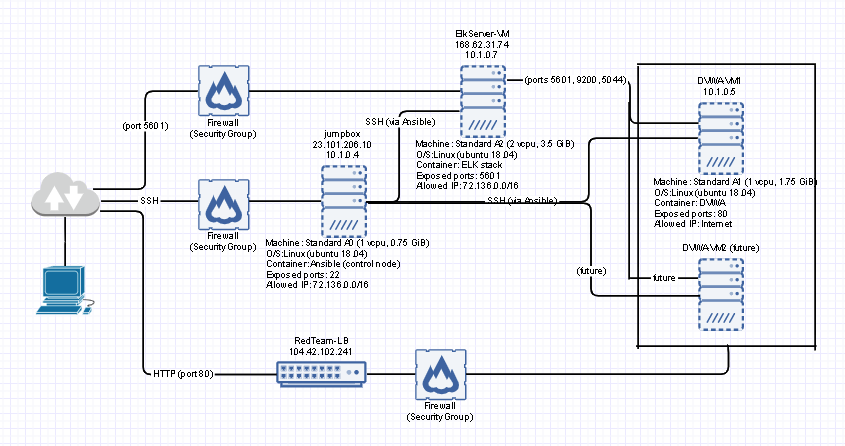 ElkServer-VM
168.62.31.74
10.1.0.7
(ports 5601, 9200, 5044)
DVWAVM1
10.1.0.5
(port 5601)
Firewall
(Security Group)
SSH (via Ansible)
jumpbox
23.101.206.10
10.1.0.4
Machine: Standard A2 (2 vcpu, 3.5 GiB)
O/S:Linux (ubuntu 18.04)
Container: ELK stack
Exposed ports: 5601
Allowed IP:72.136.0.0/16
Machine: Standard A1 (1 vcpu, 1.75 GiB)
O/S:Linux (ubuntu 18.04)
Container: DVWA
Exposed ports: 80
Allowed IP: Internet
SSH
SSH (via Ansible)
Firewall
(Security Group)
Machine: Standard A0 (1 vcpu, 0.75 GiB)
O/S:Linux (ubuntu 18.04)
Container:Ansible (control node)
Exposed ports: 22
Allowed IP:72.136.0.0/16
DVWAVM2 (future)
(future)
future
RedTeam-LB
104.42.102.241
HTTP (port 80)
Firewall
(Security Group)